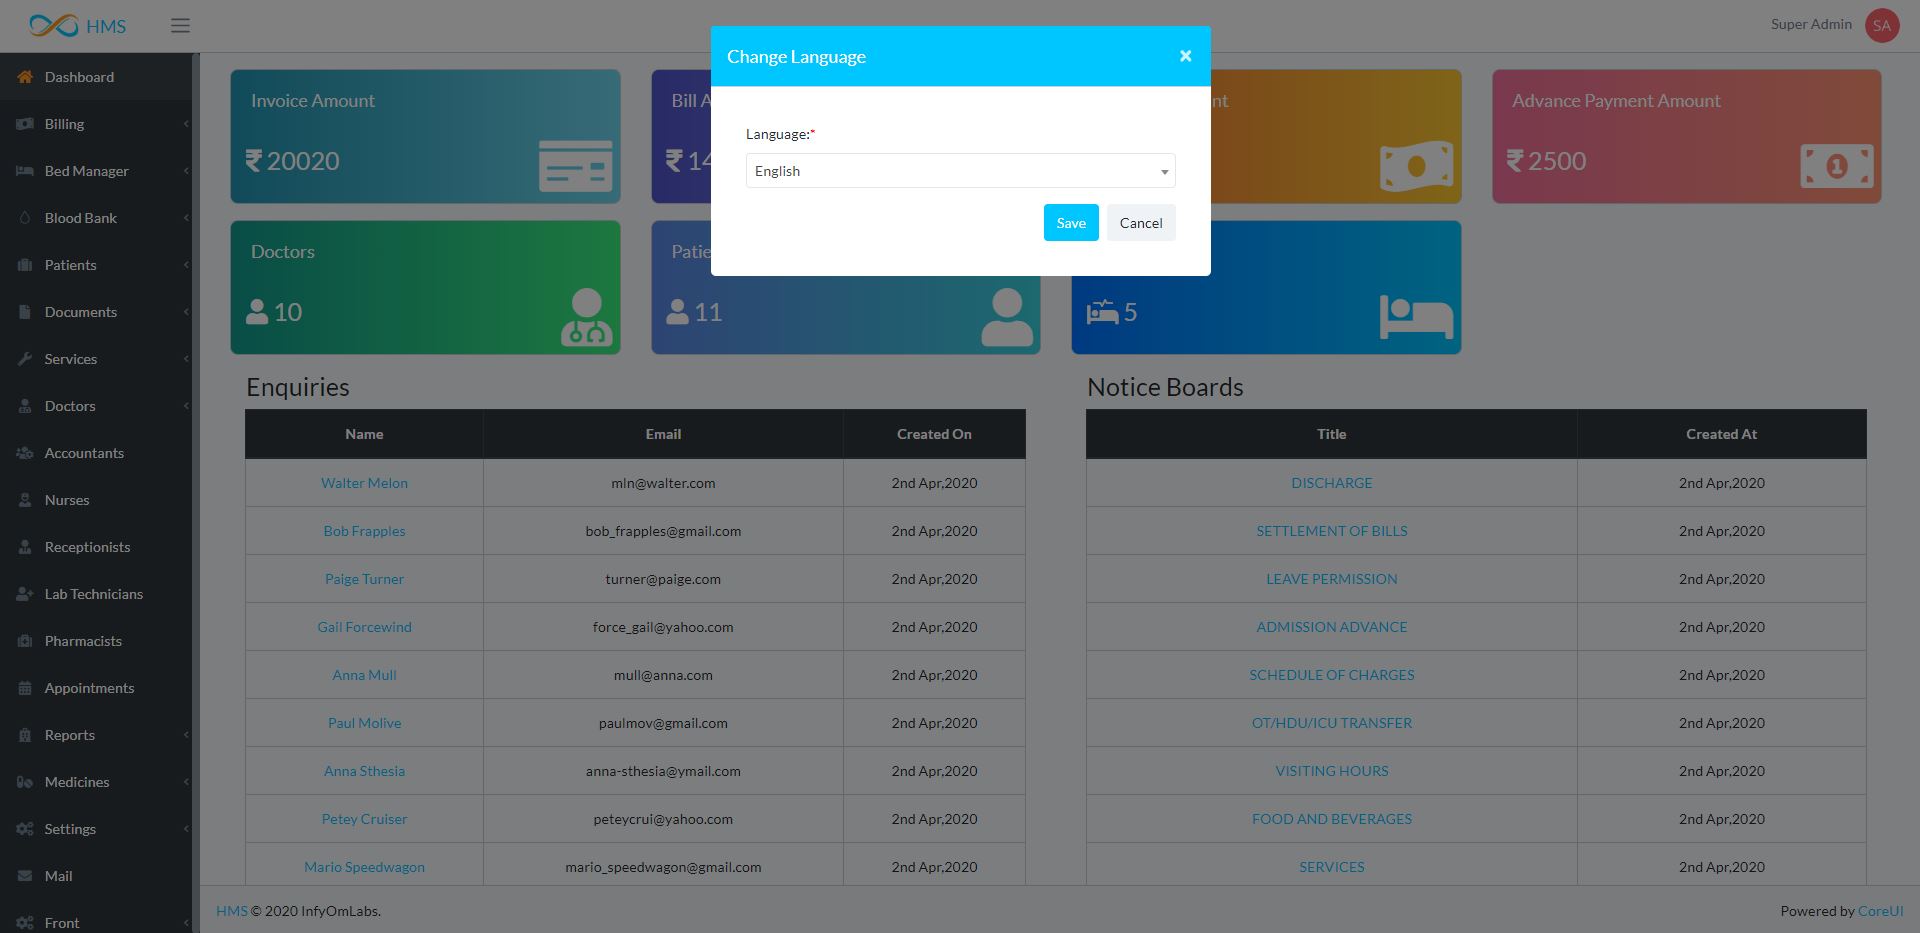 HMS
Super Admin
SA
Change Language
×
Language:*
English
Save
Cancel
Dashboard
Billing
Bed Manager
Blood Bank
Patients
Documents
Services
Doctors
Accountants
Nurses
Receptionists
Lab Technicians
Pharmacists
Appointments
Reports
Medicines
Settings
Mail
Front
Invoice Amount
₹ 20020
Bill A
₹ 14
nt
Advance Payment Amount
₹ 2500
1
Doctors
10
Patie
11
5
Enquiries
Name Email Created On
Walter Melon mln@walter.com 2nd Apr,2020
Bob Frapples bob_frapples@gmail.com 2nd Apr,2020
Paige Turner turner@paige.com 2nd Apr,2020
Gail Forcewind force_gail@yahoo.com 2nd Apr,2020
Anna Mull mull@anna.com 2nd Apr,2020
Paul Molive paulmov@gmail.com 2nd Apr,2020
Anna Sthesia anna-sthesia@ymail.com 2nd Apr,2020
Petey Cruiser peteycrui@yahoo.com 2nd Apr,2020
Mario Speedwagon mario_speedwagon@gmail.com 2nd Apr,2020
Notice Boards
Title Created At
DISCHARGE 2nd Apr,2020
SETTLEMENT OF BILLS 2nd Apr,2020
LEAVE PERMISSION 2nd Apr,2020
ADMISSION ADVANCE 2nd Apr,2020
SCHEDULE OF CHARGES 2nd Apr,2020
OT/HDU/ICU TRANSFER 2nd Apr,2020
VISITING HOURS 2nd Apr,2020
FOOD AND BEVERAGES 2nd Apr,2020
SERVICES 2nd Apr,2020
HMS © 2020 InfyOmLabs.
Powered by CoreUI